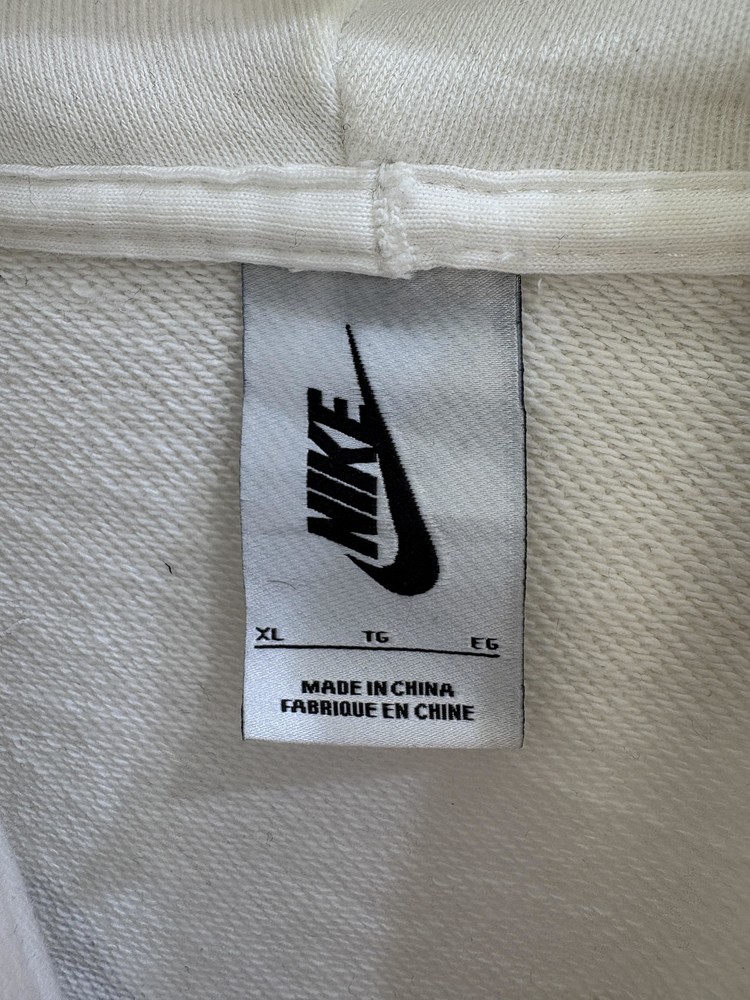 NIKE
XL TG EG
MADE IN CHINA
FABRIQUE EN CHINE